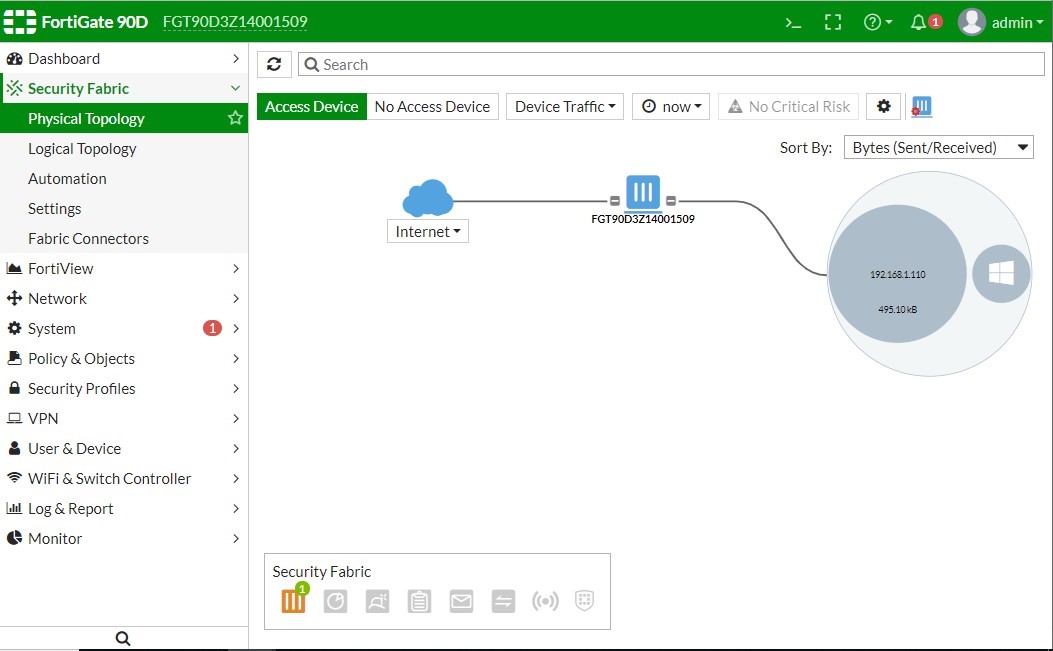 FortiGate 90D FGT90D3Z14001509
>_
1
admin
Dashboard
Security Fabric
Physical Topology
Logical Topology
Automation
Settings
Fabric Connectors
FortiView
Network
System 1
Policy & Objects
Security Profiles
VPN
User & Device
WiFi & Switch Controller
Log & Report
Monitor
Search
Access Device No Access Device Device Traffic now No Critical Risk
Sort By: Bytes (Sent/Received)
Internet
FGT90D3Z14001509
192.168.1.110
495.10 kB
Security Fabric
1